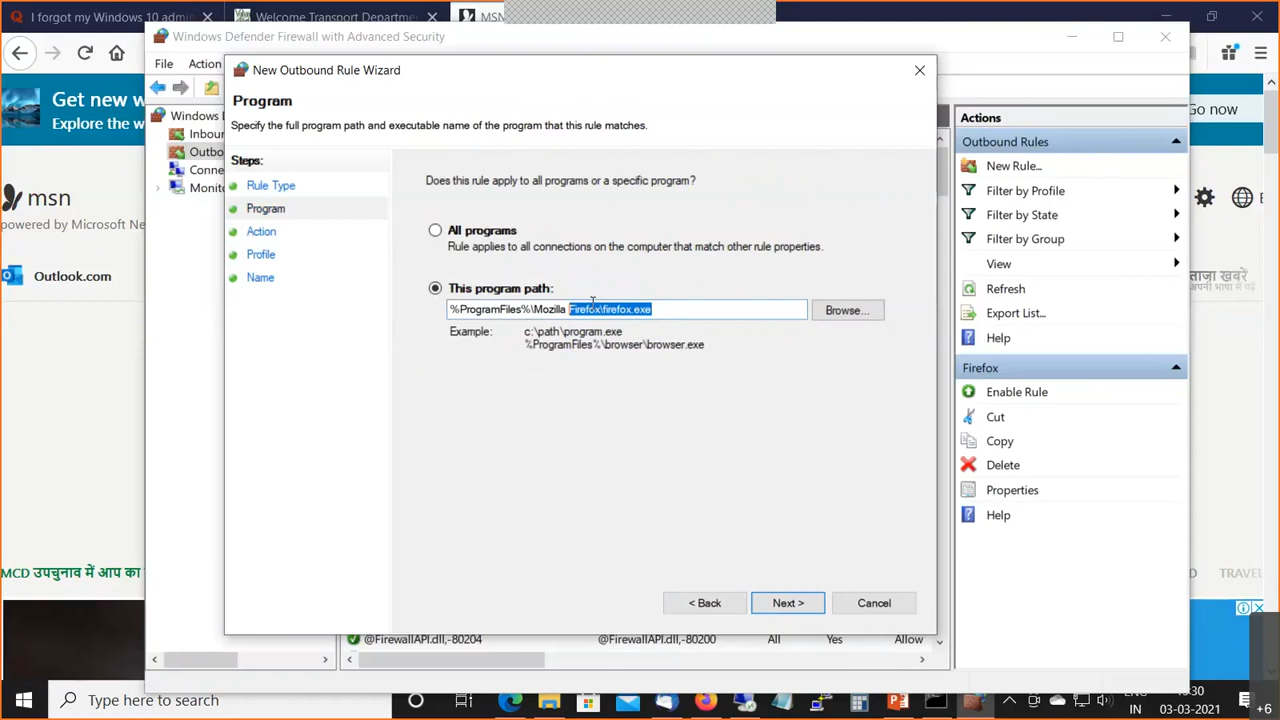 I forgot my Windows 10 admin
Welcome Transport Departme
MSN
Windows Defender Firewall with Advanced Security
File
Action
New Outbound Rule Wizard
Program
Specify the full program path and executable name of the program that this rule matches.
Steps:
Rule Type
Program
Action
Profile
Name
Does this rule apply to all programs or a specific program?
All programs
Rule applies to all connections on the computer that match other rule properties.
This program path:
%ProgramFiles%\Mozilla Firefox\firefox.exe
Browse...
Example:
c:\path\program.exe
%ProgramFiles%\browser\browser.exe
< Back
Next >
Cancel
Windows
Inbou
Outbo
Conne
Monito
@FirewallAPI.dll,-80204
@FirewallAPI.dll,-80200
All
Yes
Allow
Actions
Outbound Rules
New Rule...
Filter by Profile
Filter by State
Filter by Group
View
Refresh
Export List...
Help
Firefox
Enable Rule
Cut
Copy
Delete
Properties
Help
Get new w
Explore the w
Go now
msn
powered by Microsoft Ne
Outlook.com
ताज़ा खबरें
MCD उपचुनाव में आप का
TRAVEL
Type here to search
IN
03-03-2021
+6